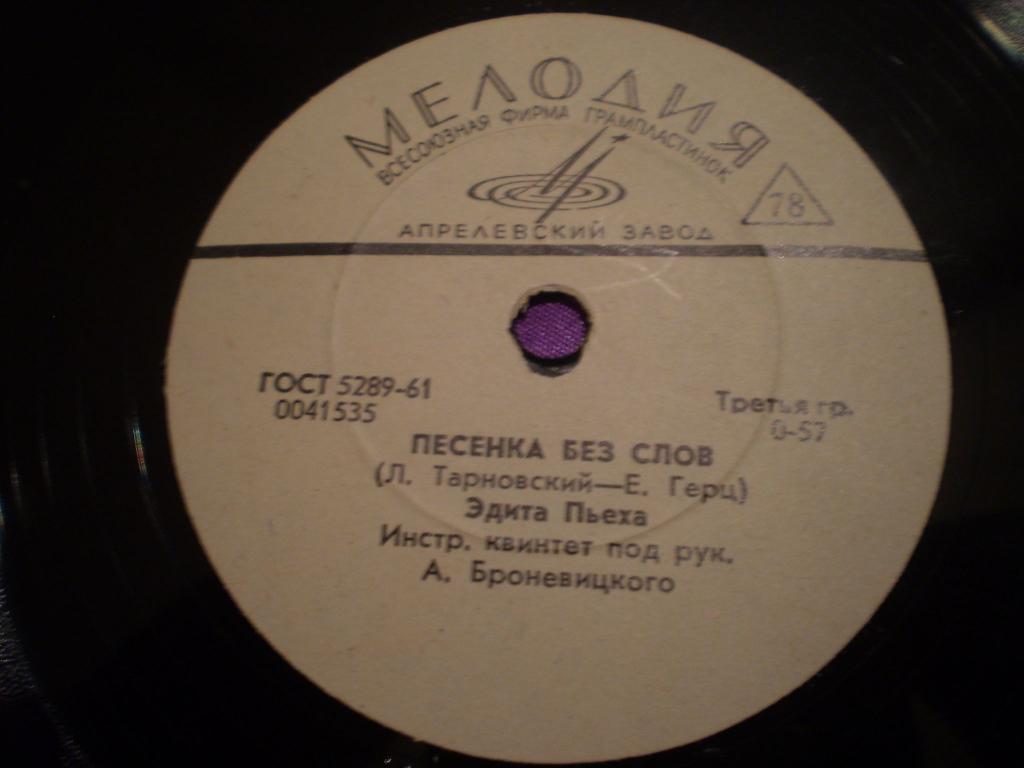 МЕЛОДИЯ
ВСЕСОЮЗНАЯ ФИРМА ГРАМПЛАСТИНОК
78
АПРЕЛЕВСКИЙ ЗАВОД
ГОСТ 5289-61
0041535
Третья гр.
0-57
ПЕСЕНКА БЕЗ СЛОВ
(Л. Тарновский—Е. Герц)
Эдита Пьеха
Инстр. квинтет под рук.
А. Броневицкого